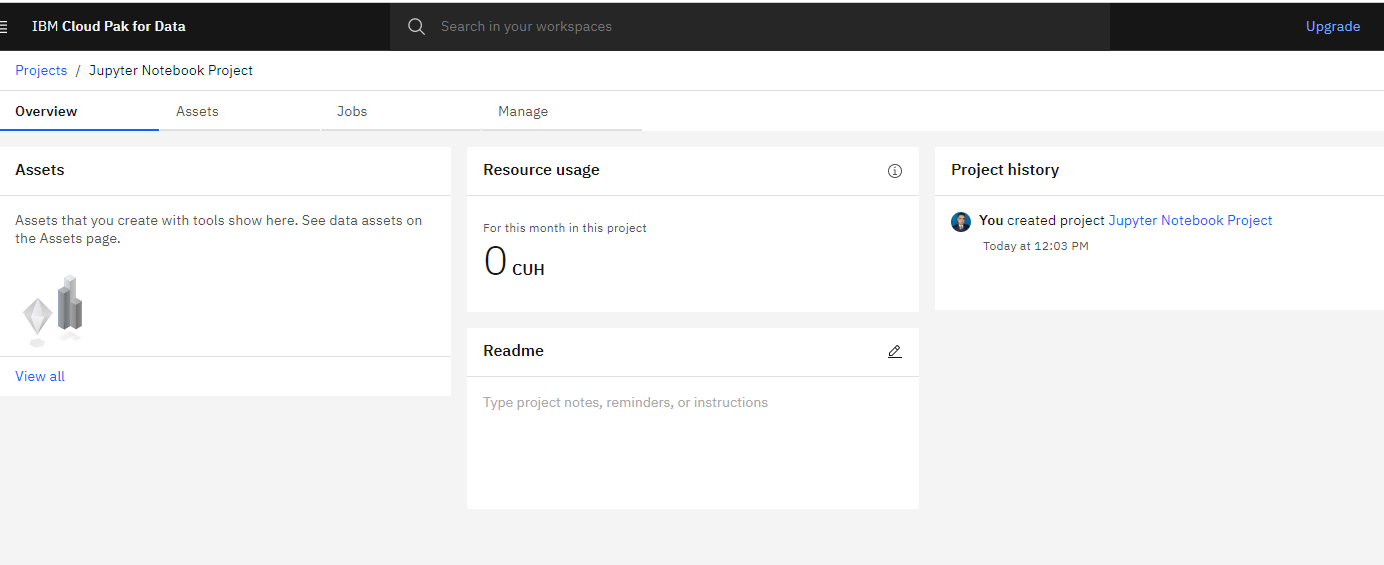 IBM Cloud Pak for Data
Search in your workspaces
Upgrade
Projects / Jupyter Notebook Project
Overview
Assets
Jobs
Manage
Assets
Assets that you create with tools show here. See data assets on
the Assets page.
View all
Resource usage
For this month in this project
0 CUH
Readme
Type project notes, reminders, or instructions
Project history
You created project Jupyter Notebook Project
Today at 12:03 PM